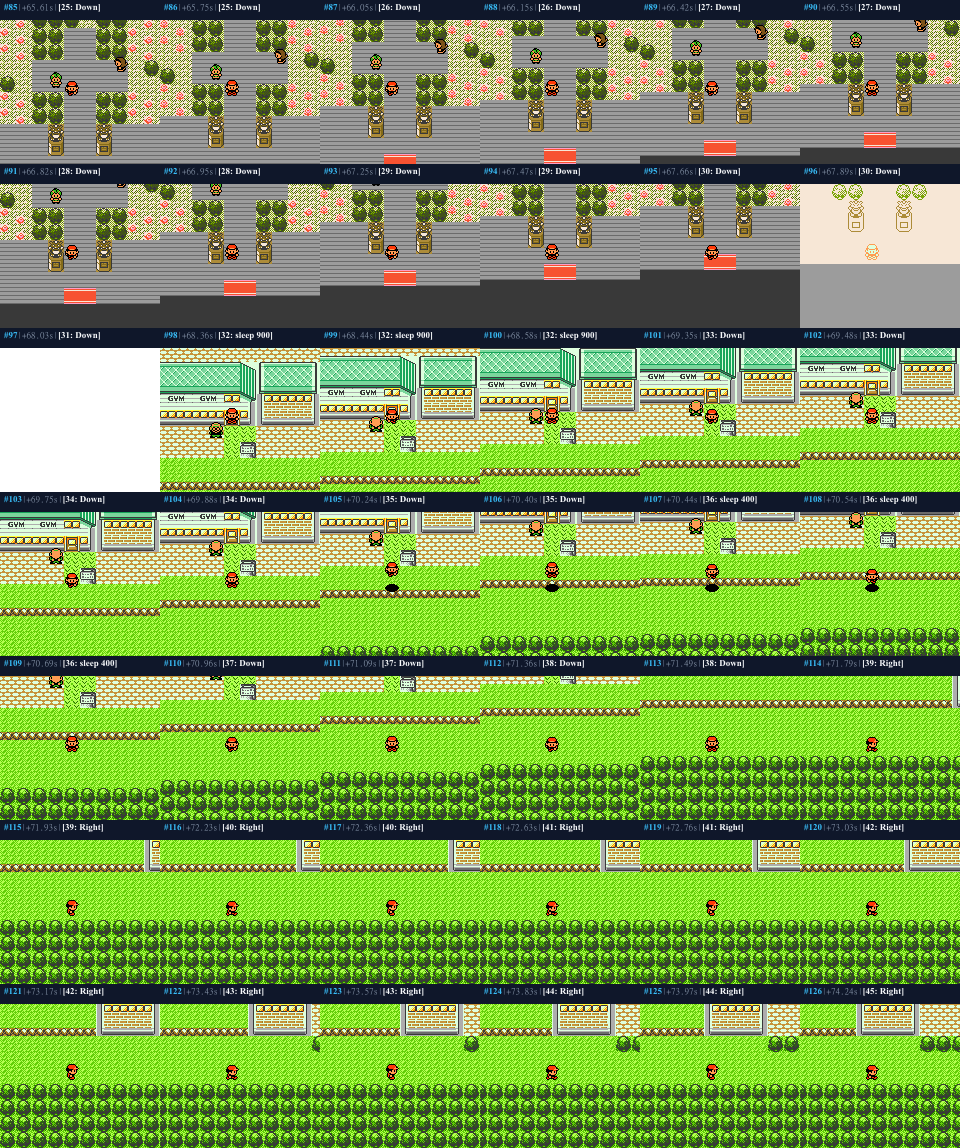 #85|+65.61s|[25: Down]
#86|+65.75s|[25: Down]
#87|+66.05s|[26: Down]
#88|+66.15s|[26: Down]
#89|+66.42s|[27: Down]
#90|+66.55s|[27: Down]
#91|+66.82s|[28: Down]
#92|+66.95s|[28: Down]
#93|+67.25s|[29: Down]
#94|+67.47s|[29: Down]
#95|+67.66s|[30: Down]
#96|+67.89s|[30: Down]
#97|+68.03s|[31: Down]
#98|+68.36s|[32: sleep 900]
#99|+68.44s|[32: sleep 900]
#100|+68.58s|[32: sleep 900]
#101|+69.35s|[33: Down]
#102|+69.48s|[33: Down]
GYM GYM
GYM GYM
GYM GYM
GYM GYM
GYM GYM
#103|+69.75s|[34: Down]
#104|+69.88s|[34: Down]
#105|+70.24s|[35: Down]
#106|+70.40s|[35: Down]
#107|+70.44s|[36: sleep 400]
#108|+70.54s|[36: sleep 400]
GYM GYM
GYM GYM
#109|+70.69s|[36: sleep 400]
#110|+70.96s|[37: Down]
#111|+71.09s|[37: Down]
#112|+71.36s|[38: Down]
#113|+71.49s|[38: Down]
#114|+71.79s|[39: Right]
#115|+71.93s|[39: Right]
#116|+72.23s|[40: Right]
#117|+72.36s|[40: Right]
#118|+72.63s|[41: Right]
#119|+72.76s|[41: Right]
#120|+73.03s|[42: Right]
#121|+73.17s|[42: Right]
#122|+73.43s|[43: Right]
#123|+73.57s|[43: Right]
#124|+73.83s|[44: Right]
#125|+73.97s|[44: Right]
#126|+74.24s|[45: Right]